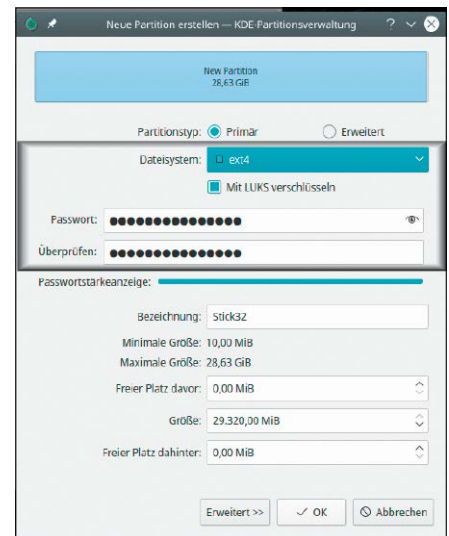 Neue Partition erstellen — KDE-Partitionsverwaltung
New Partition
28,63 GiB
Partitionstyp: Primär Erweitert
Dateisystem: ext4
Mit LUKS verschlüsseln
Passwort: ●●●●●●●●●●●●●●●
Überprüfen: ●●●●●●●●●●●●●●●
Passwortstärkeanzeige:
Bezeichnung: Stick32
Minimale Größe: 10,00 MiB
Maximale Größe: 28,63 GiB
Freier Platz davor: 0,00 MiB
Größe: 29.320,00 MiB
Freier Platz dahinter: 0,00 MiB
Erweitert >> OK Abbrechen